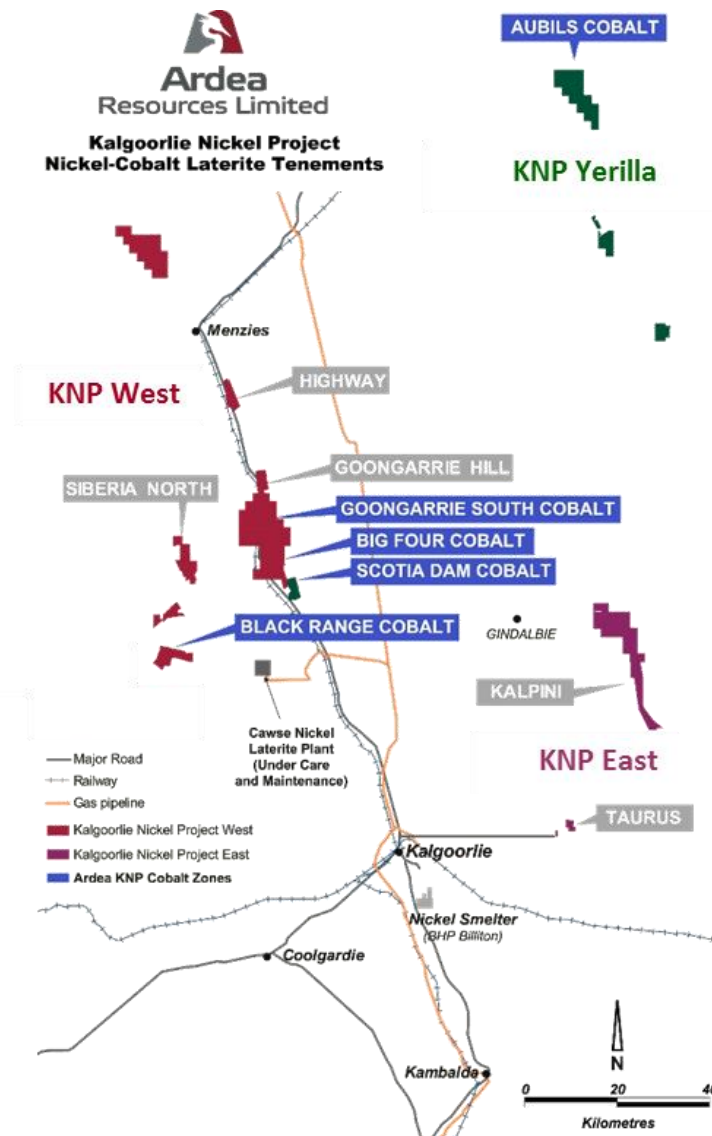 AUBILS COBALT
Ardea
Resources Limited
Kalgoorlie Nickel Project
Nickel-Cobalt Laterite Tenements
KNP Yerilla
Menzies
KNP West
HIGHWAY
GOONGARRIE HILL
SIBERIA NORTH
GOONGARRIE SOUTH COBALT
BIG FOUR COBALT
SCOTIA DAM COBALT
BLACK RANGE COBALT
GINDALBIE
KALPINI
Cawse Nickel
Laterite Plant
(Under Care
and Maintenance)
KNP East
Major Road
Railway
Gas pipeline
Kalgoorlie Nickel Project West
Kalgoorlie Nickel Project East
Ardea KNP Cobalt Zones
TAURUS
Kalgoorlie
Nickel Smelter
(BHP Billiton)
Coolgardie
Kambalda
N
0 20 40
Kilometres